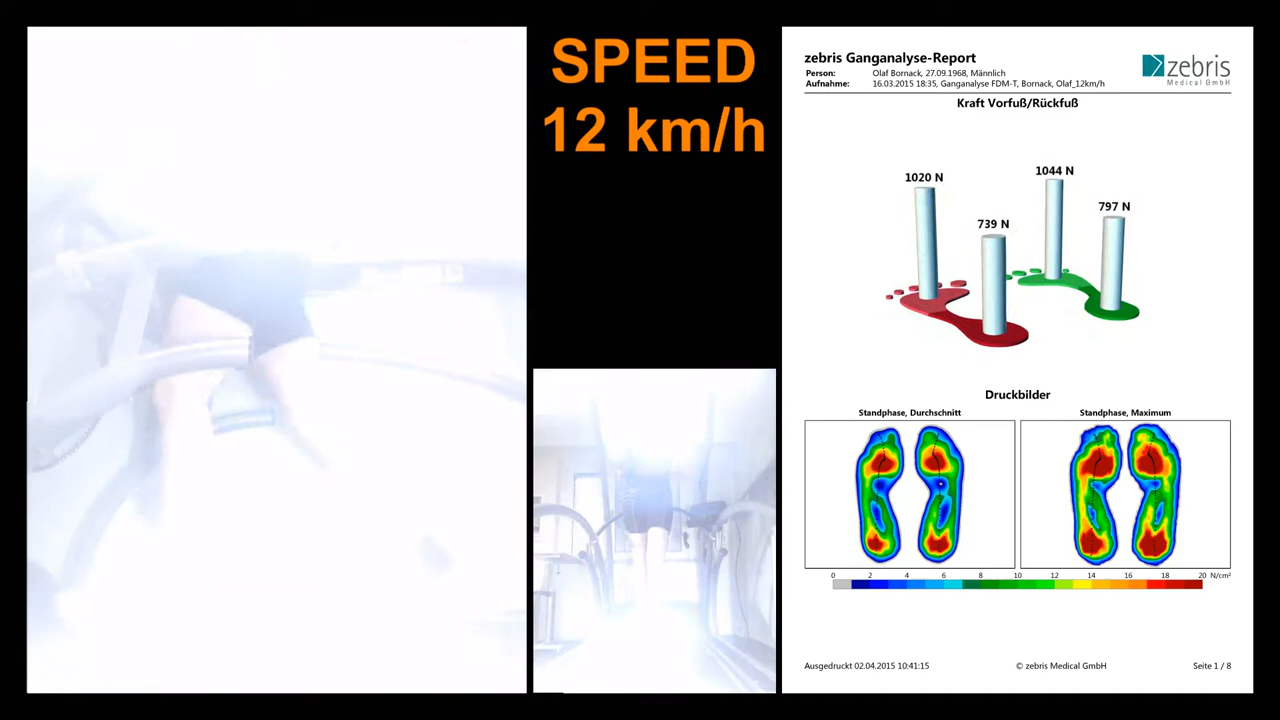 SPEED
12 km/h
zebris Ganganalyse-Report
Person: Olaf Bornack, 27.09.1968, Männlich
Aufnahme: 16.03.2015 18:35, Ganganalyse FDM-T, Bornack, Olaf_12km/h
zebris
Medical GmbH
Kraft Vorfuß/Rückfuß
1020 N
1044 N
739 N
797 N
Druckbilder
Standphase, Durchschnitt
Standphase, Maximum
0 2 4 6 8 10 12 14 16 18 20 N/cm²
Ausgedruckt 02.04.2015 10:41:15
© zebris Medical GmbH
Seite 1 / 8